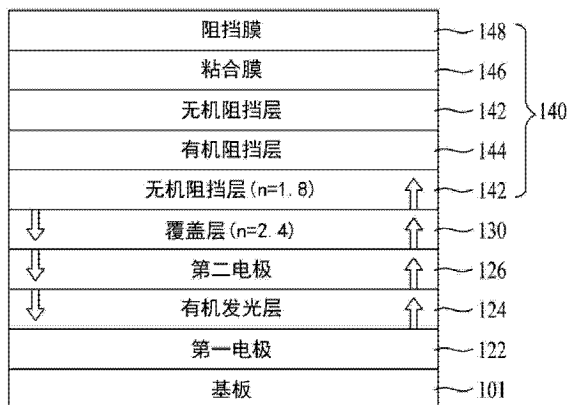 阻挡膜 148
粘合膜 146
无机阻挡层 142
140
有机阻挡层 144
无机阻挡层(n=1.8) 142
覆盖层(n=2.4) 130
第二电极 126
有机发光层 124
第一电极 122
基板 101